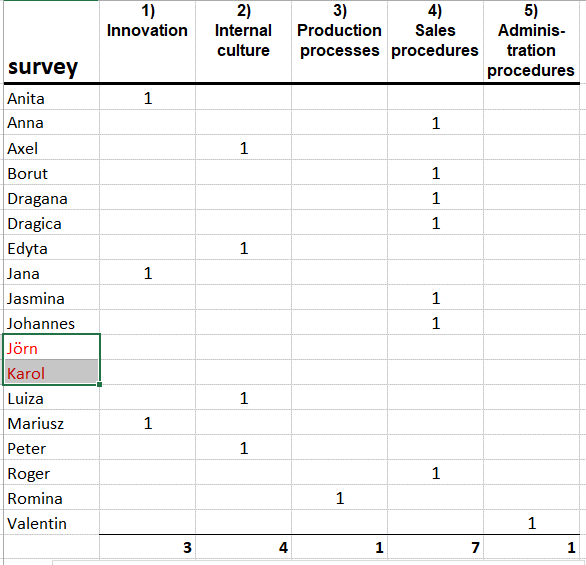 1) 2) 3) 4) 5)
Innovation Internal Production Sales Adminis-
culture processes procedures tration
survey procedures
Anita 1
Anna 1
Axel 1
Borut 1
Dragana 1
Dragica 1
Edyta 1
Jana 1
Jasmina 1
Johannes 1
Jörn
Karol
Luiza 1
Mariusz 1
Peter 1
Roger 1
Romina 1
Valentin 1
3 4 1 7 1